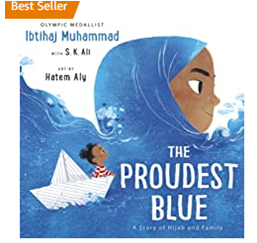 Best Seller
OLYMPIC MEDALLIST
Ibtihaj Muhammad
WITH S. K. Ali
ART BY
Hatem Aly
THE
PROUDEST
BLUE
A Story of Hijab and Family